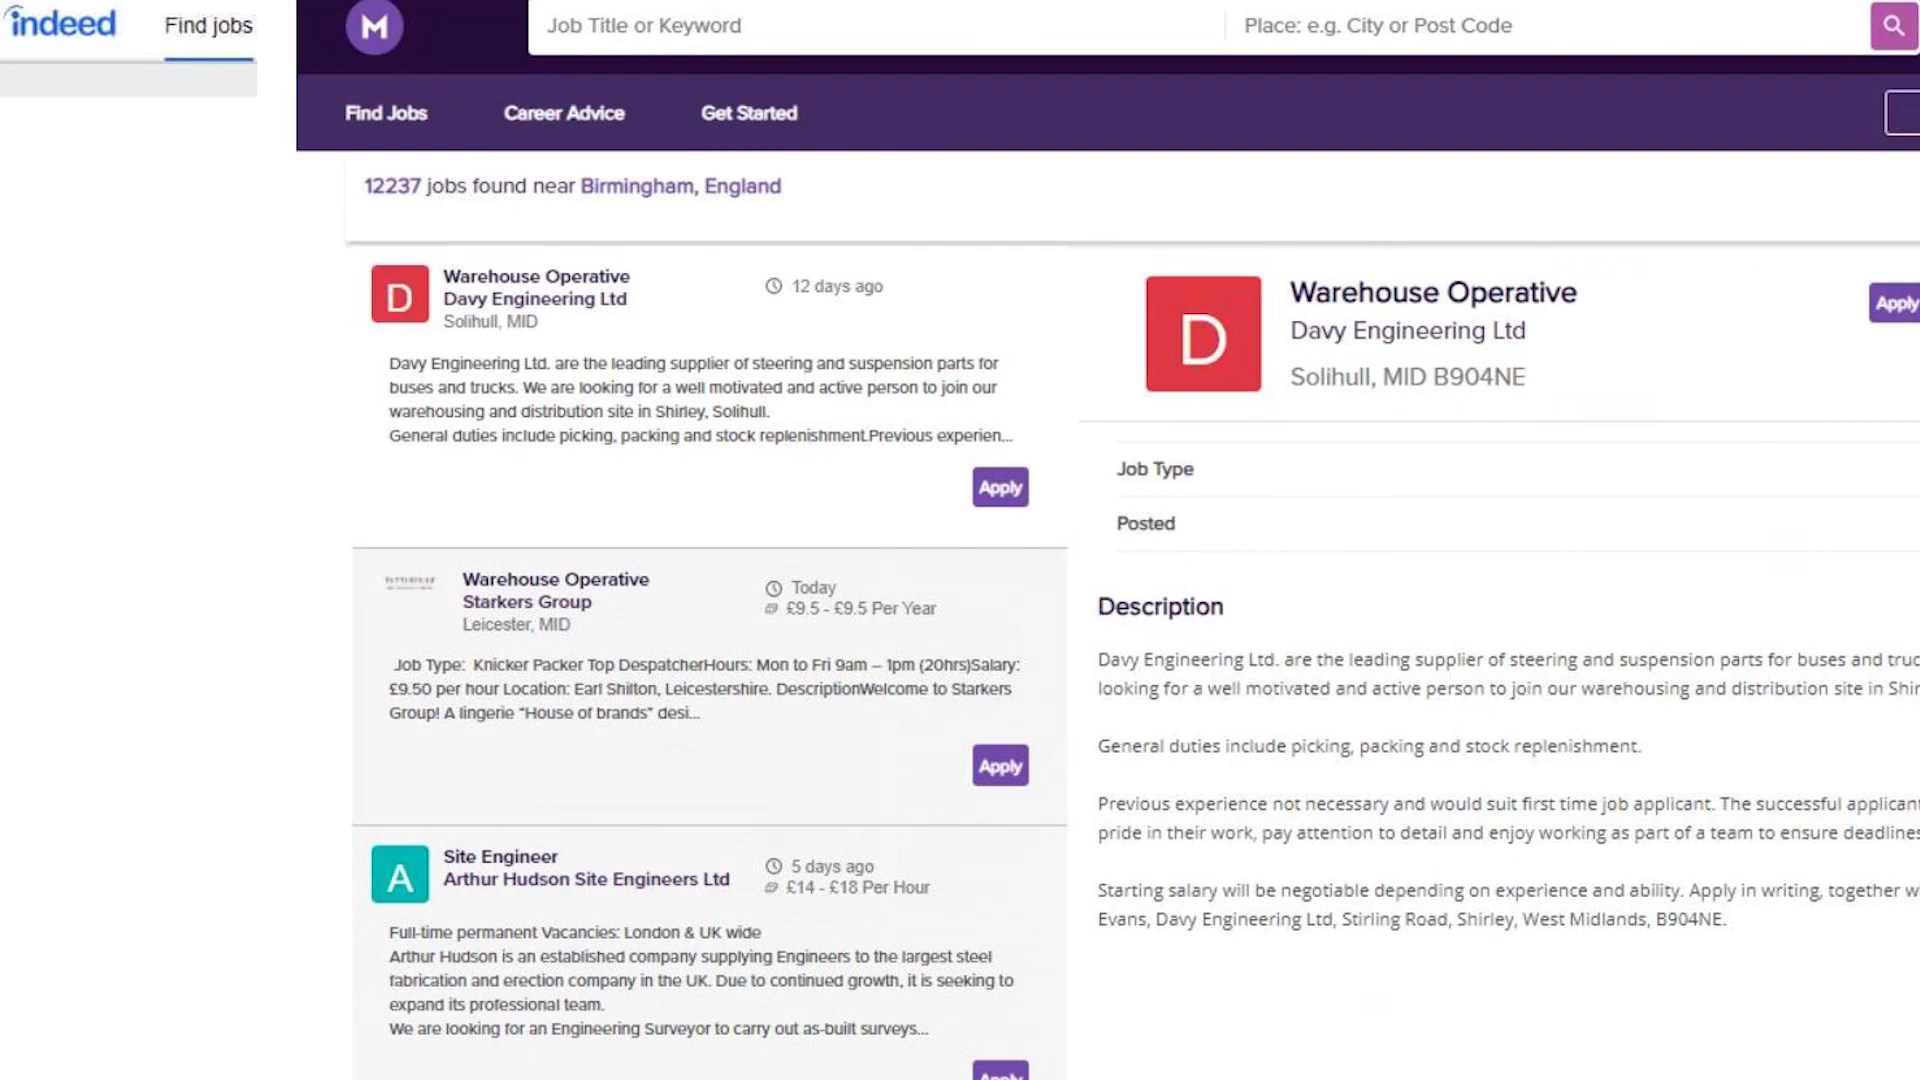 indeed
Find jobs
M
Job Title or Keyword
Place: e.g. City or Post Code
Find Jobs
Career Advice
Get Started
12237 jobs found near Birmingham, England
D
Warehouse Operative
Davy Engineering Ltd
Solihull, MID
12 days ago
Davy Engineering Ltd. are the leading supplier of steering and suspension parts for
buses and trucks. We are looking for a well motivated and active person to join our
warehousing and distribution site in Shirley, Solihull.
General duties include picking, packing and stock replenishment.Previous experien...
Apply
Warehouse Operative
Starkers Group
Leicester, MID
Today
£9.5 - £9.5 Per Year
Job Type: Knicker Packer Top DespatcherHours: Mon to Fri 9am – 1pm (20hrs)Salary:
£9.50 per hour Location: Earl Shilton, Leicestershire. DescriptionWelcome to Starkers
Group! A lingerie "House of brands" desi...
Apply
A
Site Engineer
Arthur Hudson Site Engineers Ltd
5 days ago
£14 - £18 Per Hour
Full-time permanent Vacancies: London & UK wide
Arthur Hudson is an established company supplying Engineers to the largest steel
fabrication and erection company in the UK. Due to continued growth, it is seeking to
expand its professional team.
We are looking for an Engineering Surveyor to carry out as-built surveys...
Apply
D
Warehouse Operative
Davy Engineering Ltd
Solihull, MID B904NE
Apply
Job Type
Posted
Description
Davy Engineering Ltd. are the leading supplier of steering and suspension parts for buses and truc
looking for a well motivated and active person to join our warehousing and distribution site in Shir
General duties include picking, packing and stock replenishment.
Previous experience not necessary and would suit first time job applicant. The successful applicant
pride in their work, pay attention to detail and enjoy working as part of a team to ensure deadlines
Starting salary will be negotiable depending on experience and ability. Apply in writing, together w
Evans, Davy Engineering Ltd, Stirling Road, Shirley, West Midlands, B904NE.